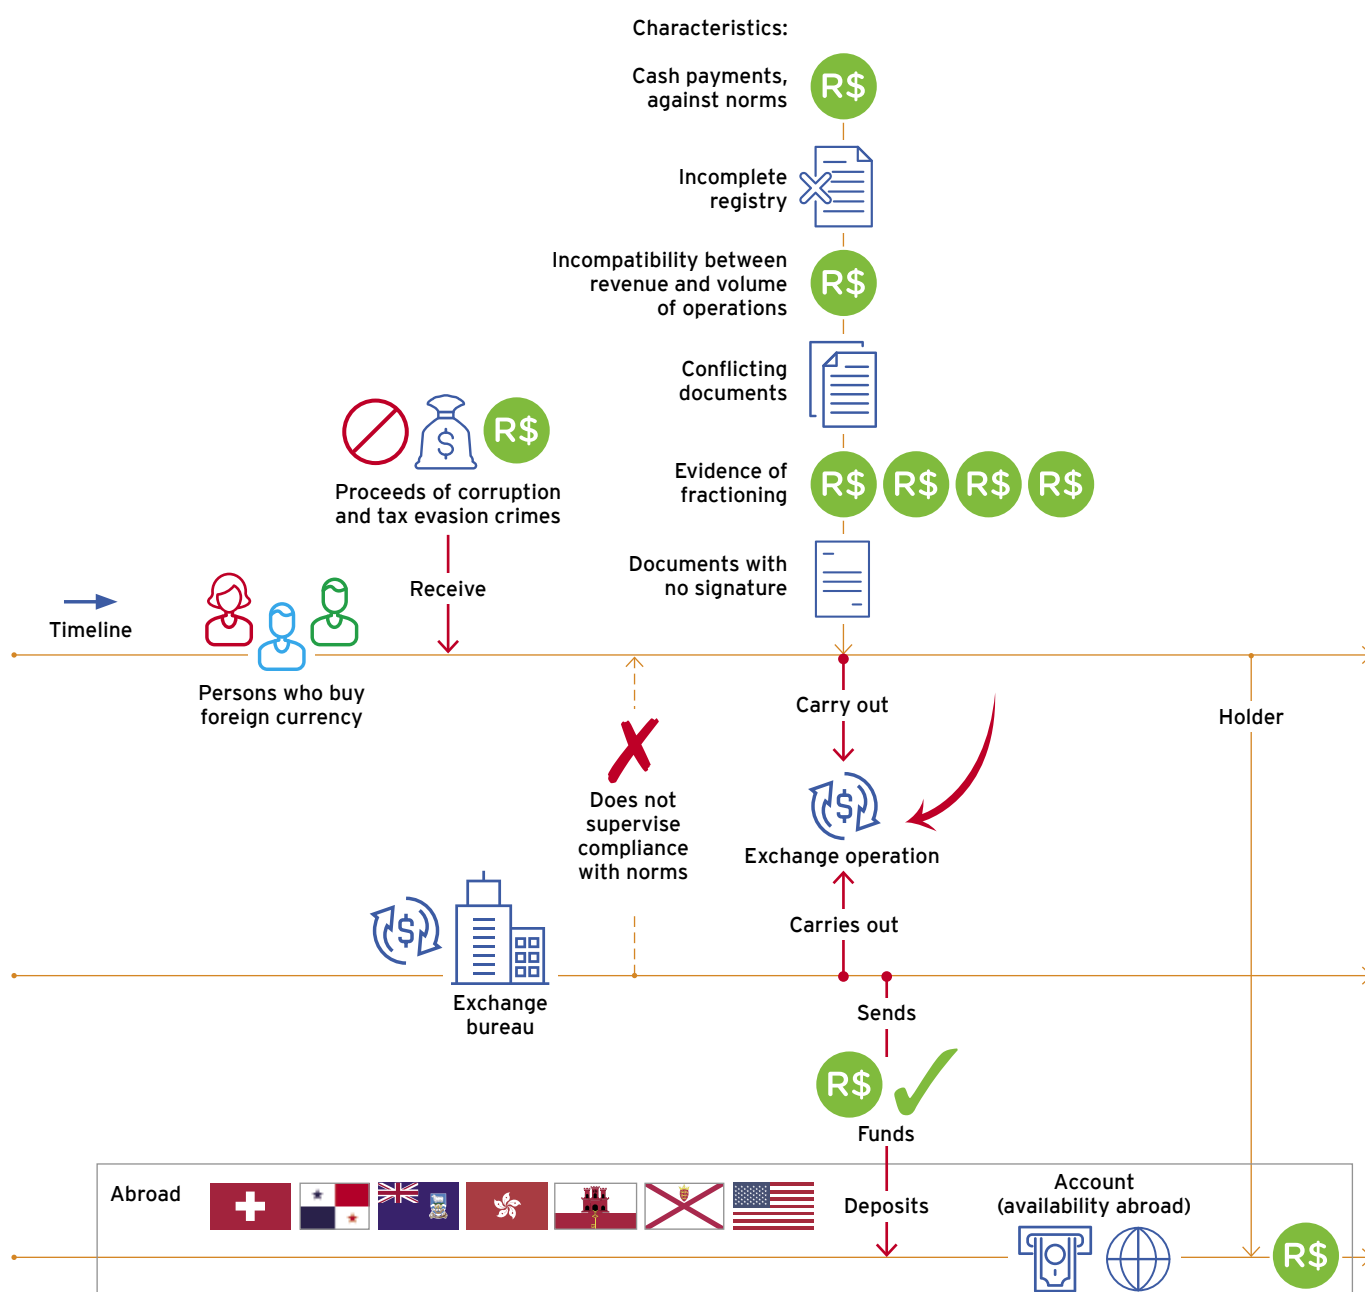 Characteristics:
Cash payments,
against norms
R$
Incomplete
registry
Incompatibility between
revenue and volume
of operations
R$
Conflicting
documents
$
R$
Proceeds of corruption
and tax evasion crimes
Evidence of
fractioning
R$ R$ R$ R$
Receive
Documents with
no signature
Timeline
Persons who buy
foreign currency
Carry out
Holder
Does not
supervise
compliance
with norms
$
Exchange operation
Carries out
$
Exchange
bureau
Sends
R$
Funds
Abroad
Deposits
Account
(availability abroad)
R$